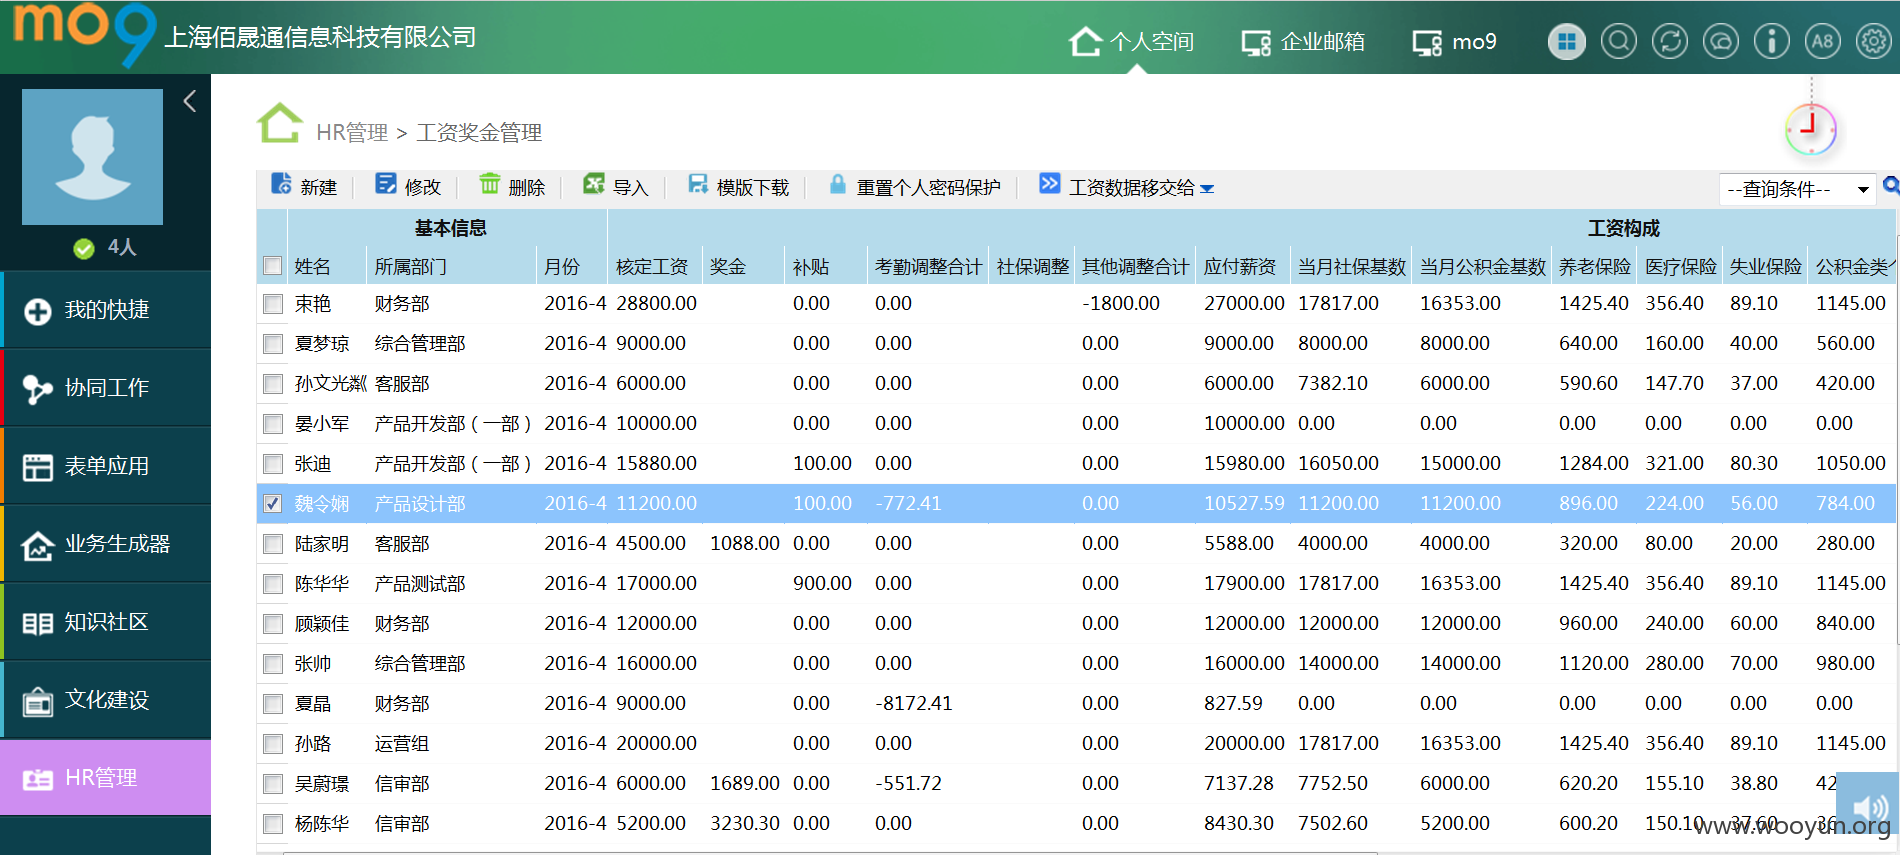 mo9 上海佰晟通信息科技有限公司 个人空间 企业邮箱 mo9 A8
4人
我的快捷
协同工作
表单应用
业务生成器
知识社区
文化建设
HR管理
HR管理 > 工资奖金管理
新建 修改 删除 导入 模版下载 重置个人密码保护 工资数据移交给 --查询条件--
基本信息 工资构成
姓名 所属部门 月份 核定工资 奖金 补贴 考勤调整合计 社保调整 其他调整合计 应付薪资 当月社保基数 当月公积金基数 养老保险 医疗保险 失业保险 公积金类
束艳 财务部 2016-4 28800.00 0.00 0.00 -1800.00 27000.00 17817.00 16353.00 1425.40 356.40 89.10 1145.00
夏梦琼 综合管理部 2016-4 9000.00 0.00 0.00 0.00 9000.00 8000.00 8000.00 640.00 160.00 40.00 560.00
孙文光粼 客服部 2016-4 6000.00 0.00 0.00 0.00 6000.00 7382.10 6000.00 590.60 147.70 37.00 420.00
晏小军 产品开发部（一部） 2016-4 10000.00 0.00 0.00 0.00 10000.00 0.00 0.00 0.00 0.00 0.00 0.00
张迪 产品开发部（一部） 2016-4 15880.00 100.00 0.00 0.00 15980.00 16050.00 15000.00 1284.00 321.00 80.30 1050.00
魏令娴 产品设计部 2016-4 11200.00 100.00 -772.41 0.00 10527.59 11200.00 11200.00 896.00 224.00 56.00 784.00
陆家明 客服部 2016-4 4500.00 1088.00 0.00 0.00 0.00 5588.00 4000.00 4000.00 320.00 80.00 20.00 280.00
陈华华 产品测试部 2016-4 17000.00 900.00 0.00 0.00 17900.00 17817.00 16353.00 1425.40 356.40 89.10 1145.00
顾颖佳 财务部 2016-4 12000.00 0.00 0.00 0.00 12000.00 12000.00 12000.00 960.00 240.00 60.00 840.00
张帅 综合管理部 2016-4 16000.00 0.00 0.00 0.00 16000.00 14000.00 14000.00 1120.00 280.00 70.00 980.00
夏晶 财务部 2016-4 9000.00 0.00 -8172.41 0.00 827.59 0.00 0.00 0.00 0.00 0.00 0.00
孙路 运营组 2016-4 20000.00 0.00 0.00 0.00 20000.00 17817.00 16353.00 1425.40 356.40 89.10 1145.00
吴蔚璟 信审部 2016-4 6000.00 1689.00 0.00 -551.72 0.00 7137.28 7752.50 6000.00 620.20 155.10 38.80 42
杨陈华 信审部 2016-4 5200.00 3230.30 0.00 0.00 0.00 8430.30 7502.60 5200.00 600.20 150.10 37.60 36
www.wooyun.org